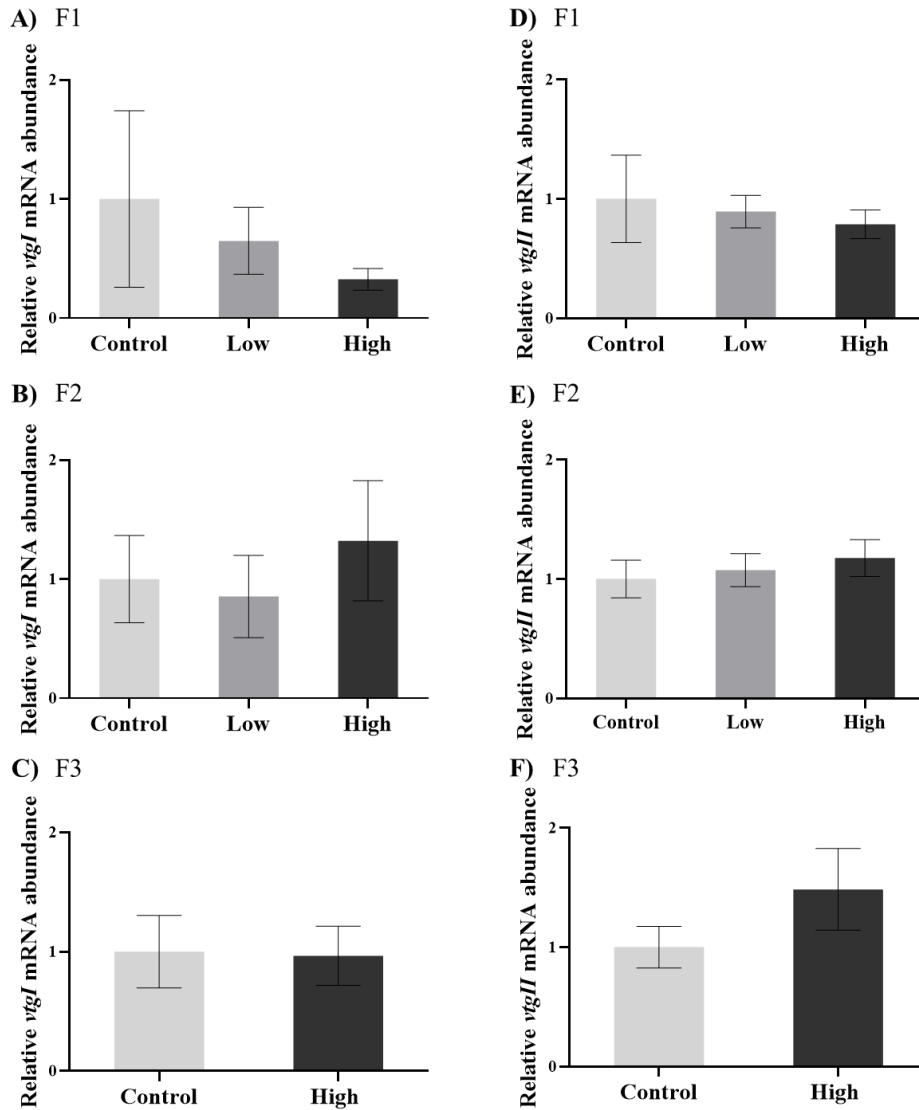 A) F1
Relative vtgI mRNA abundance
2
1
0
Control Low High
D) F1
Relative vtgII mRNA abundance
2
1
0
Control Low High
B) F2
Relative vtgI mRNA abundance
2
1
0
Control Low High
E) F2
Relative vtgII mRNA abundance
2
1
0
Control Low High
C) F3
Relative vtgI mRNA abundance
2
1
0
Control High
F) F3
Relative vtgII mRNA abundance
2
1
0
Control High